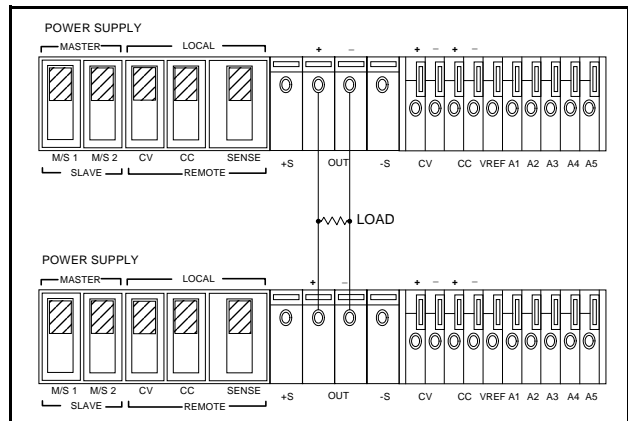 POWER SUPPLY
MASTER LOCAL
+ − + − + −
M/S 1 M/S 2 CV CC SENSE +S OUT -S CV CC VREF A1 A2 A3 A4 A5
SLAVE REMOTE
LOAD
POWER SUPPLY
MASTER LOCAL
+ − + − + −
M/S 1 M/S 2 CV CC SENSE +S OUT -S CV CC VREF A1 A2 A3 A4 A5
SLAVE REMOTE